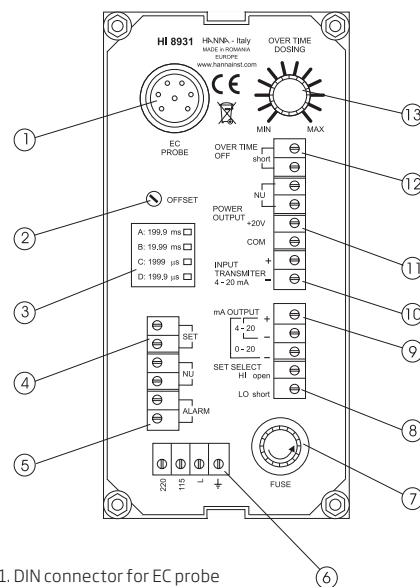 HI 8931 HANNA - Italy
MADE in ROMANIA
EUROPE
www.hannainst.com
OVER TIME
DOSING
MIN MAX
EC
PROBE
OVER TIME
OFF
short
NU
POWER
OUTPUT
+20V
COM
INPUT
TRANSMITER
4 - 20 mA
+
-
OFFSET
A: 199,9 ms
B: 19,99 ms
C: 1999 µs
D: 199,9 µs
mA OUTPUT
+
4 - 20
-
0 - 20
-
SET SELECT
HI open
LO short
SET
NU
ALARM
220 115 L
FUSE
1
2
3
4
5
6
7
8
9
10
11
12
13
1. DIN connector for EC probe